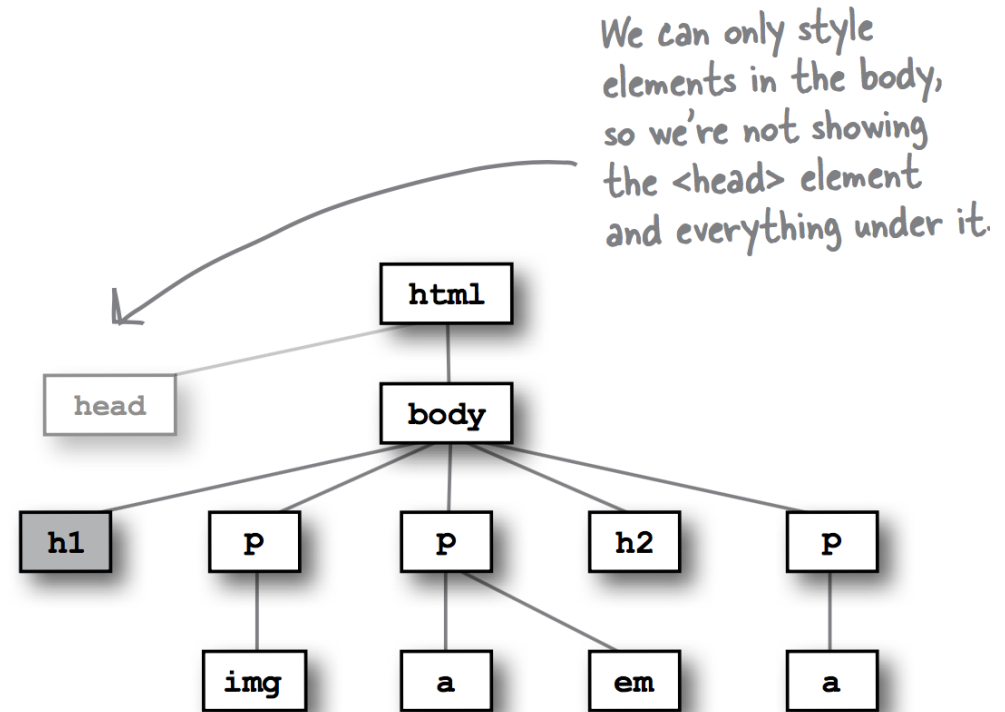 We can only style
elements in the body,
so we're not showing
the <head> element
and everything under it.
html
head
body
h1 p p h2 p
img a em a